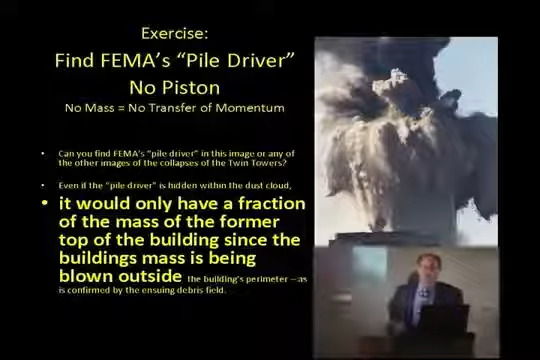 Exercise:
Find FEMA's "Pile Driver"
No Piston
No Mass = No Transfer of Momentum
• Can you find FEMA's "pile driver" in this image or any of
the other images of the collapses of the Twin Towers?
• Even if the "pile driver" is hidden within the dust cloud,
• it would only have a fraction
of the mass of the former
top of the building since the
buildings mass is being
blown outside the building's perimeter --as
is confirmed by the ensuing debris field.